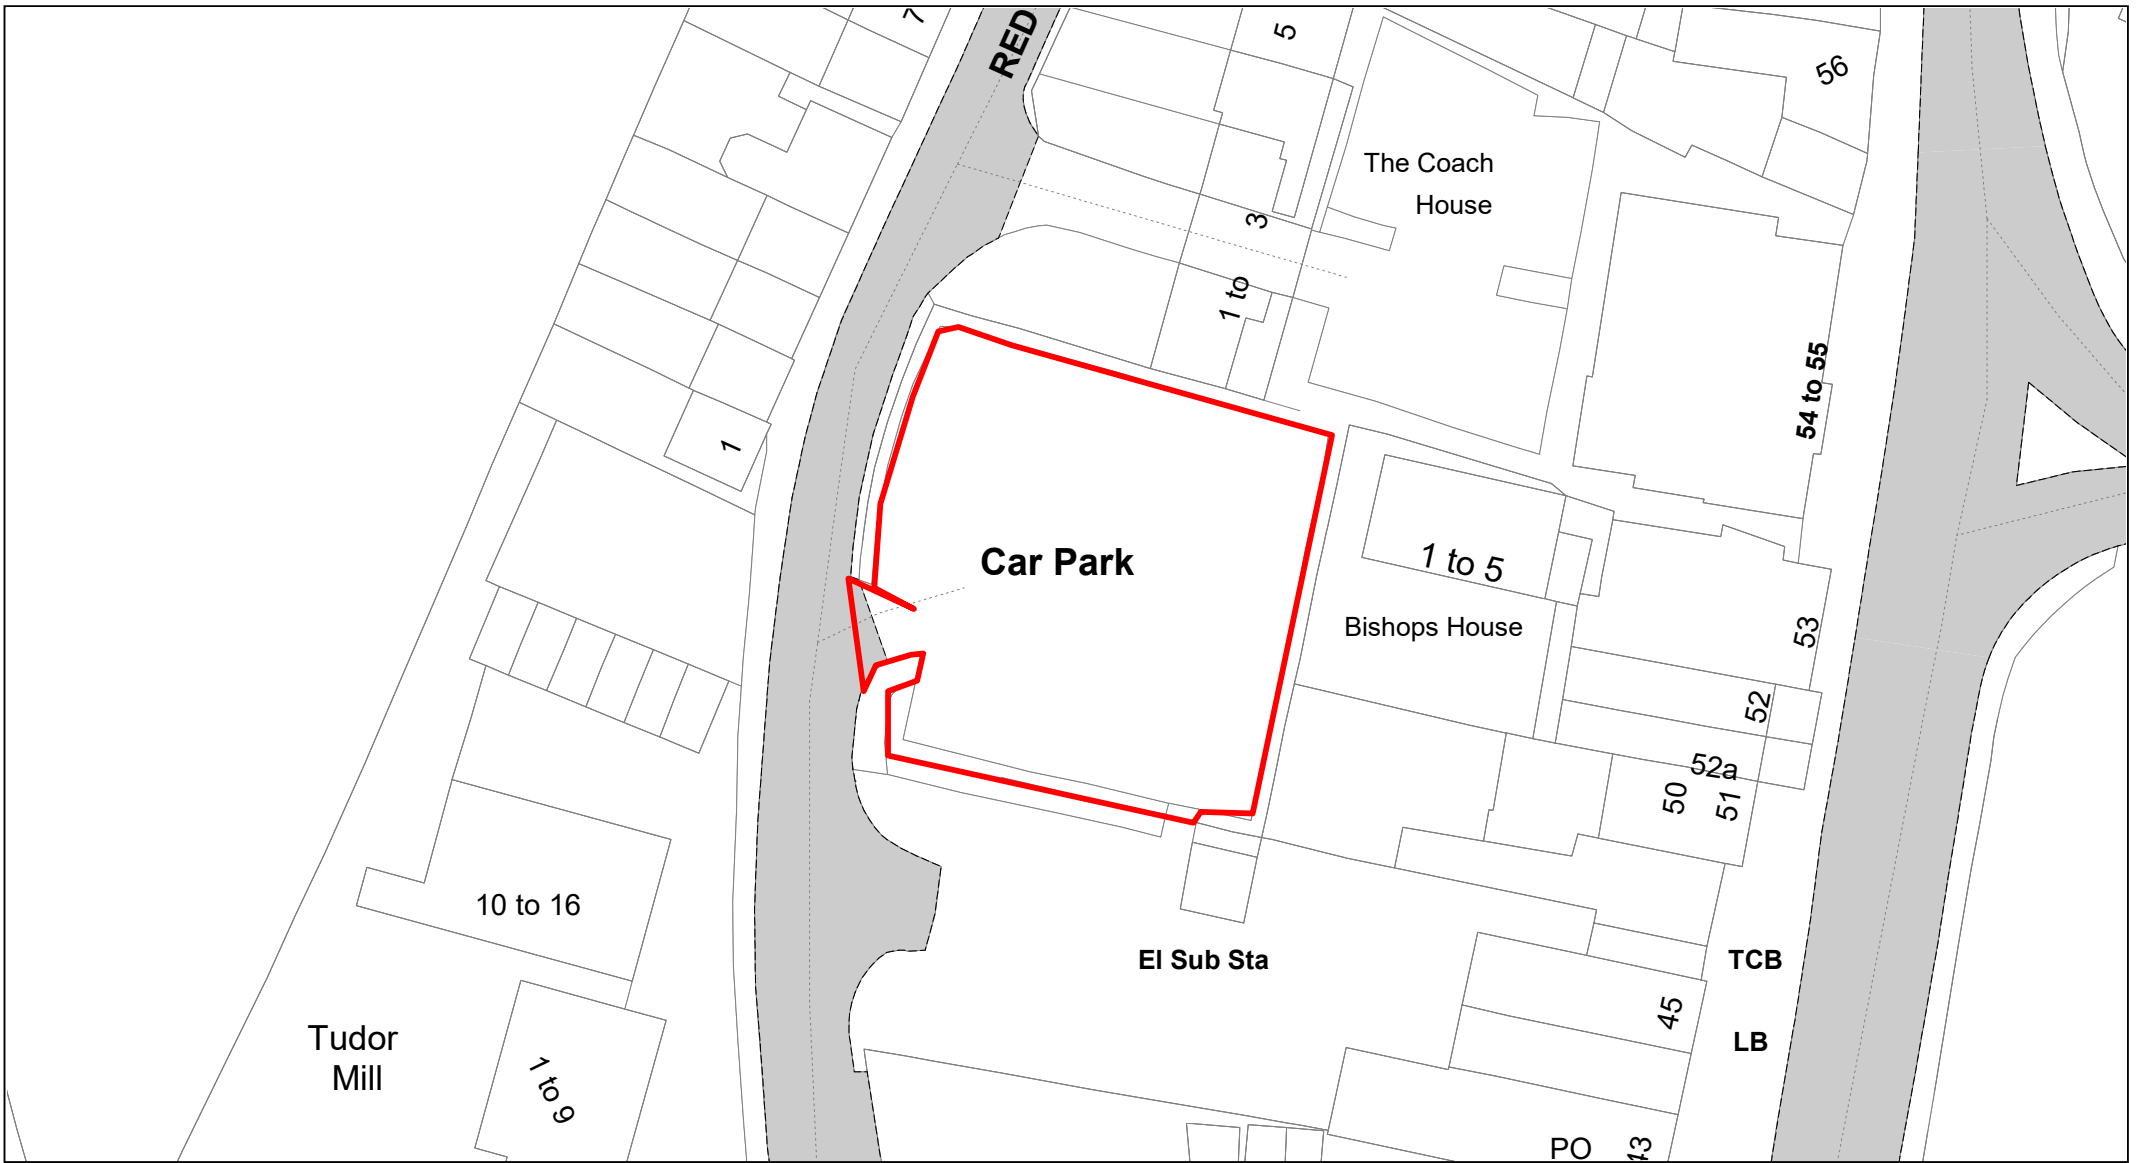 7
RED
5
56
The Coach
House
3
1 to
54 to 55
1
Car Park
1 to 5
Bishops House
53
52
52a
50
51
10 to 16
El Sub Sta
TCB
45
LB
Tudor
Mill
1 to 9
PO
43